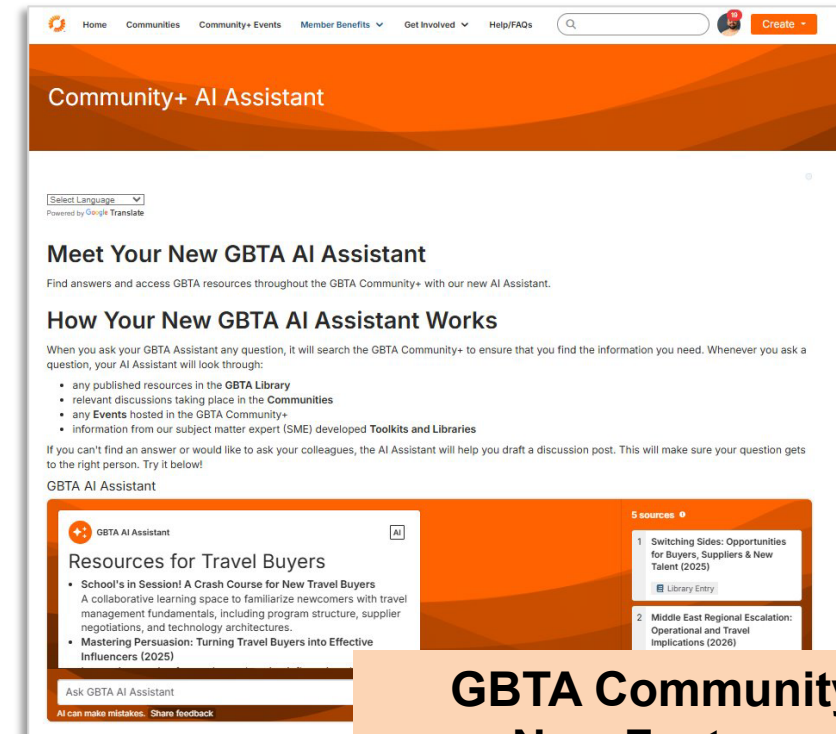 Home Communities Community+ Events Member Benefits Get Involved Help/FAQs 19 Create
Community+ AI Assistant
Select Language
Powered by Google Translate
Meet Your New GBTA AI Assistant
Find answers and access GBTA resources throughout the GBTA Community+ with our new AI Assistant.
How Your New GBTA AI Assistant Works
When you ask your GBTA Assistant any question, it will search the GBTA Community+ to ensure that you find the information you need. Whenever you ask a
question, your AI Assistant will look through:
• any published resources in the GBTA Library
• relevant discussions taking place in the Communities
• any Events hosted in the GBTA Community+
• information from our subject matter expert (SME) developed Toolkits and Libraries
If you can't find an answer or would like to ask your colleagues, the AI Assistant will help you draft a discussion post. This will make sure your question gets
to the right person. Try it below!
GBTA AI Assistant
GBTA AI Assistant AI
Resources for Travel Buyers
• School's in Session! A Crash Course for New Travel Buyers
A collaborative learning space to familiarize newcomers with travel
management fundamentals, including program structure, supplier
negotiations, and technology architectures.
• Mastering Persuasion: Turning Travel Buyers into Effective
Influencers (2025)
Ask GBTA AI Assistant
AI can make mistakes. Share feedback
5 sources
1 Switching Sides: Opportunities
for Buyers, Suppliers & New
Talent (2025)
Library Entry
2 Middle East Regional Escalation:
Operational and Travel
Implications (2026)
GBTA Community